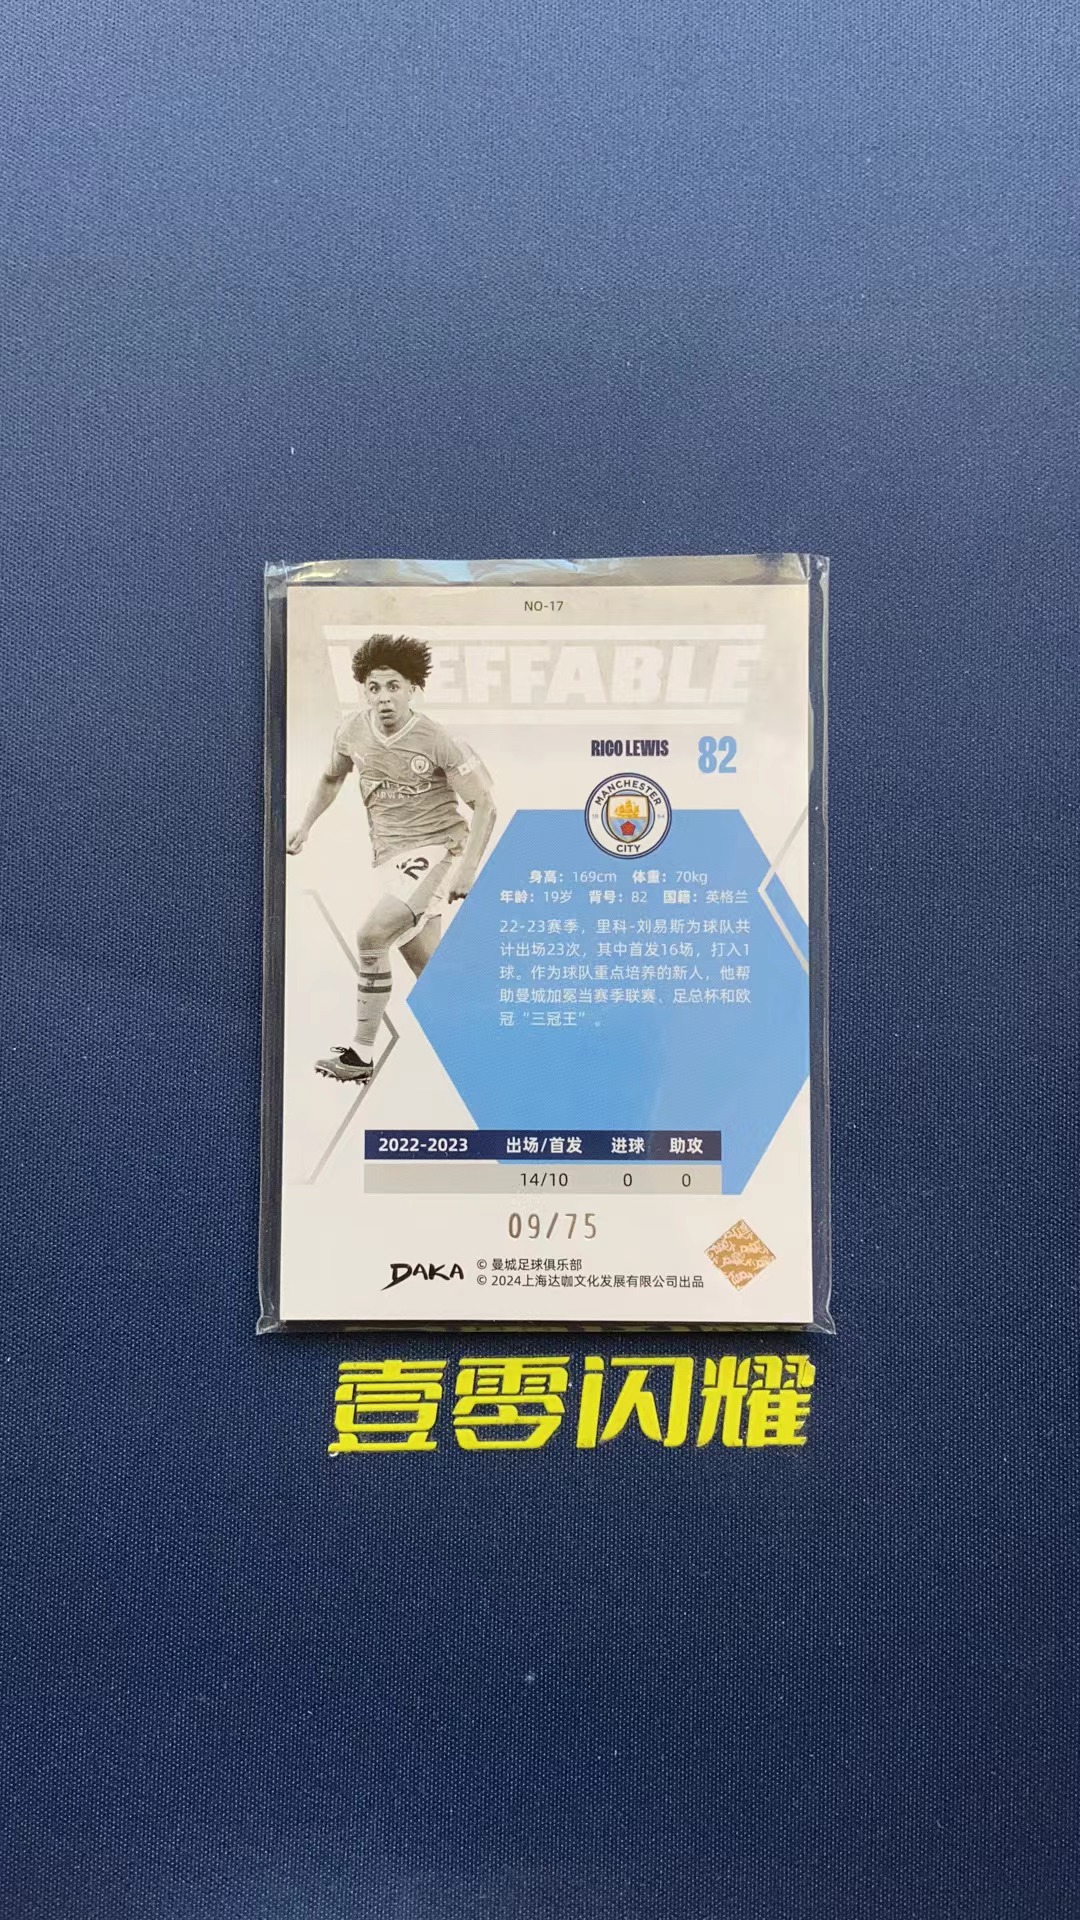 NO-17
INEFFABLE
RICO LEWIS 82
MANCHESTER
18 94
CITY
身高：169cm 体重：70kg
年龄：19岁 背号：82 国籍：英格兰
22-23赛季，里科-刘易斯为球队共
计出场23次，其中首发16场，打入1
球。作为球队重点培养的新人，他帮
助曼城加冕当赛季联赛、足总杯和欧
冠“三冠王”。
2022-2023 出场/首发 进球 助攻
14/10 0 0
09/75
DAKA
© 曼城足球俱乐部
© 2024上海达咖文化发展有限公司出品
壹零闪耀